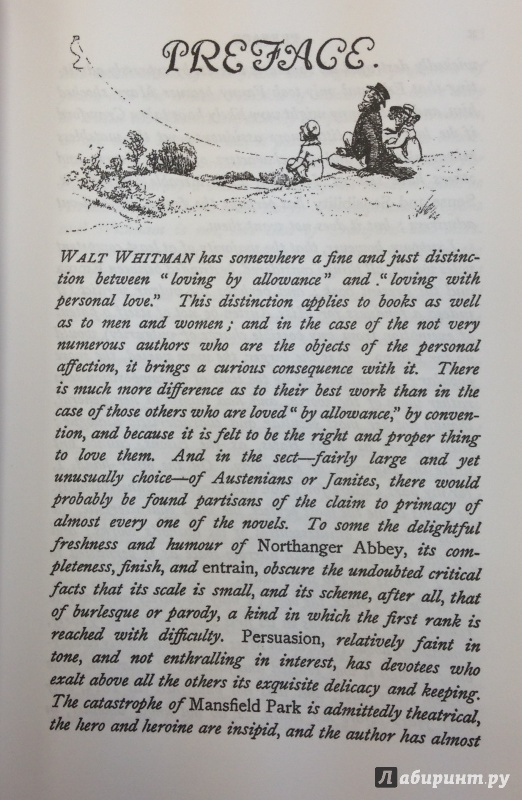 PREFACE.
WALT WHITMAN has somewhere a fine and just distinc-
tion between "loving by allowance" and ."loving with
personal love." This distinction applies to books as well
as to men and women; and in the case of the not very
numerous authors who are the objects of the personal
affection, it brings a curious consequence with it. There
is much more difference as to their best work than in the
case of those others who are loved "by allowance," by conven-
tion, and because it is felt to be the right and proper thing
to love them. And in the sect—fairly large and yet
unusually choice—of Austenians or Janites, there would
probably be found partisans of the claim to primacy of
almost every one of the novels. To some the delightful
freshness and humour of Northanger Abbey, its com-
pleteness, finish, and entrain, obscure the undoubted critical
facts that its scale is small, and its scheme, after all, that
of burlesque or parody, a kind in which the first rank is
reached with difficulty. Persuasion, relatively faint in
tone, and not enthralling in interest, has devotees who
exalt above all the others its exquisite delicacy and keeping.
The catastrophe of Mansfield Park is admittedly theatrical,
the hero and heroine are insipid, and the author has almost
Лабиринт.ру